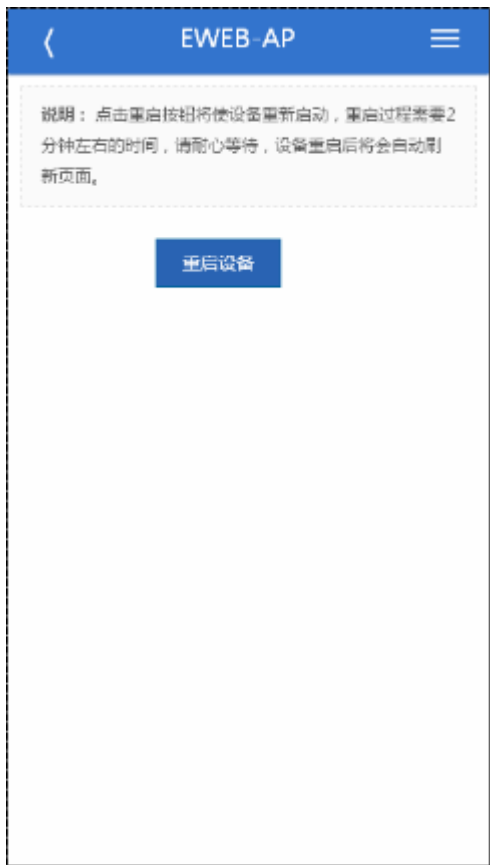 EWEB-AP
说明：点击重启按钮将使设备重新启动，重启过程需要2
分钟左右的时间，请耐心等待，设备重启后将会自动刷
新页面。
重启设备